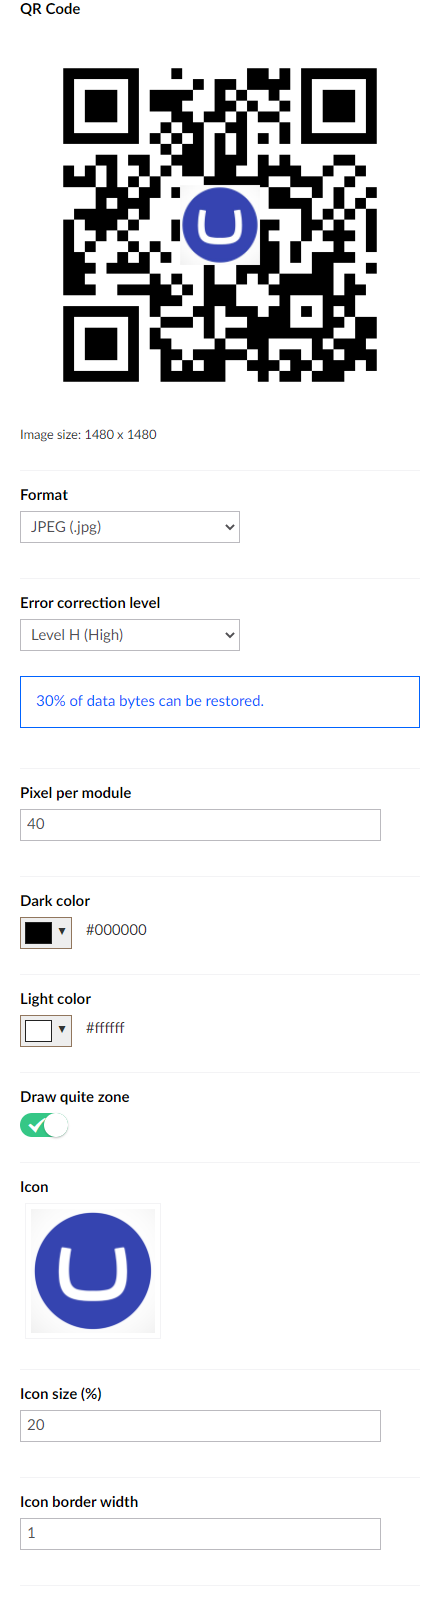 QR Code
Image size: 1480 x 1480
Format
JPEG (.jpg)
Error correction level
Level H (High)
30% of data bytes can be restored.
Pixel per module
40
Dark color
#000000
Light color
#ffffff
Draw quite zone
Icon
Icon size (%)
20
Icon border width
1